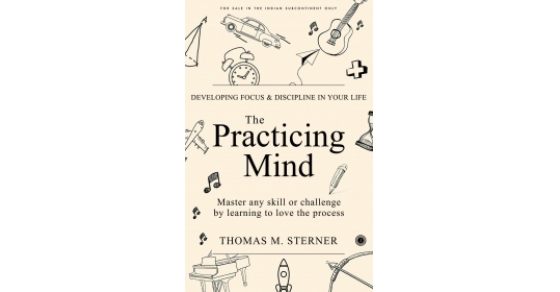 FOR SALE IN THE INDIAN SUBCONTINENT ONLY
DEVELOPING FOCUS & DISCIPLINE IN YOUR LIFE
The
Practicing
Mind
Master any skill or challenge
by learning to love the process
THOMAS M. STERNER